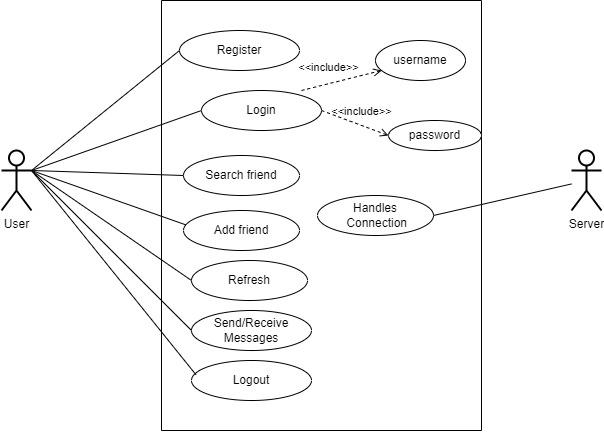 Register
<<include>>
username
Login
<<include>>
password
Search friend
Handles
Connection
User
Server
Add friend
Refresh
Send/Receive
Messages
Logout